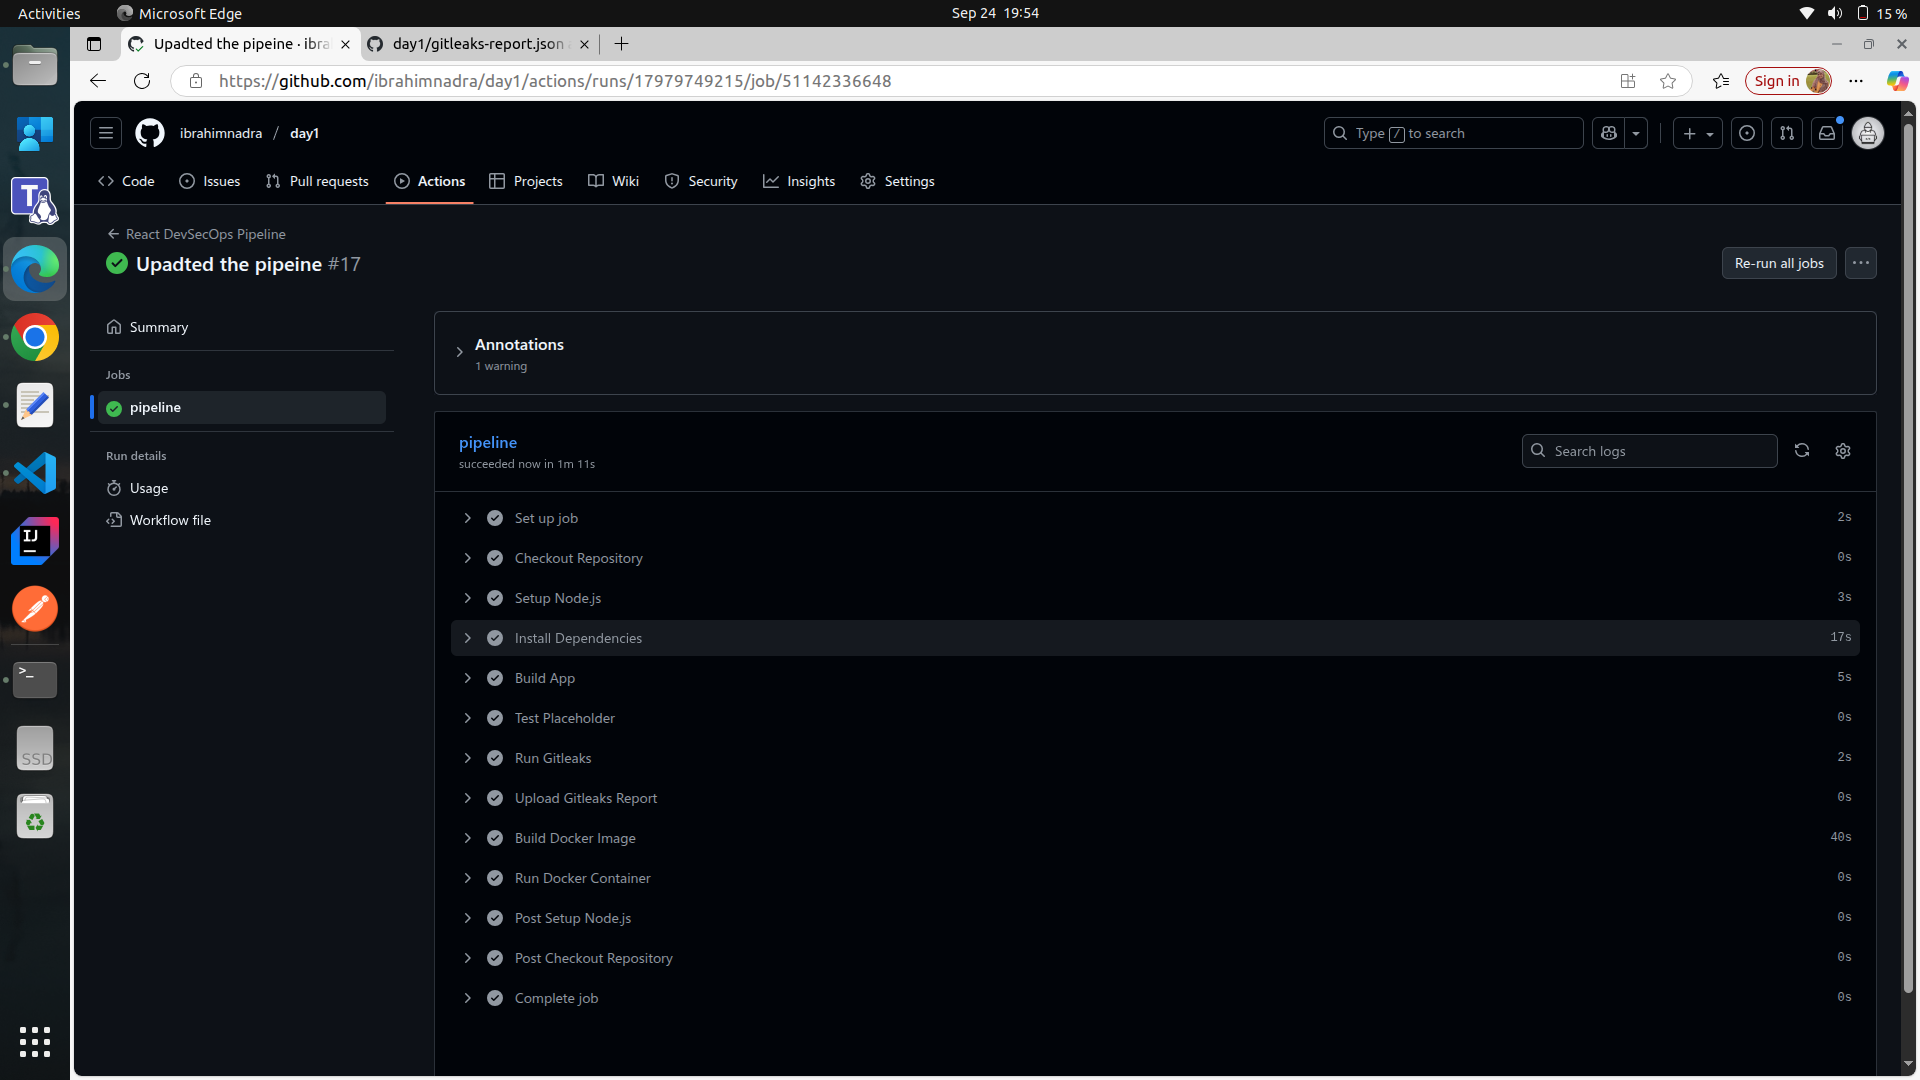 Activities
Microsoft Edge
Sep 24 19:54
15 %
Upadted the pipeine · ibra
day1/gitleaks-report.json
https://github.com/ibrahimnadra/day1/actions/runs/17979749215/job/51142336648
Sign in
ibrahimnadra / day1
Type / to search
Code
Issues
Pull requests
Actions
Projects
Wiki
Security
Insights
Settings
React DevSecOps Pipeline
Upadted the pipeine #17
Re-run all jobs
Summary
Jobs
pipeline
Run details
Usage
Workflow file
Annotations
1 warning
pipeline
succeeded now in 1m 11s
Search logs
Set up job 2s
Checkout Repository 0s
Setup Node.js 3s
Install Dependencies 17s
Build App 5s
Test Placeholder 0s
Run Gitleaks 2s
Upload Gitleaks Report 0s
Build Docker Image 40s
Run Docker Container 0s
Post Setup Node.js 0s
Post Checkout Repository 0s
Complete job 0s
T
IJ
>_
SSD